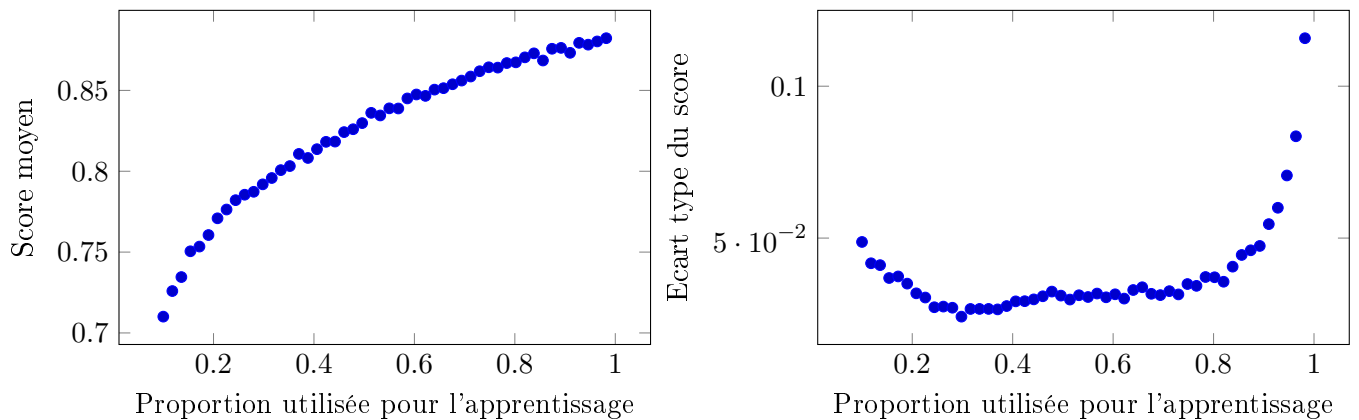 Score moyen
0.85
0.8
0.75
0.7
0.2 0.4 0.6 0.8 1
Proportion utilisée pour l'apprentissage
Ecart type du score
0.1
5 · 10⁻²
0.2 0.4 0.6 0.8 1
Proportion utilisée pour l'apprentissage